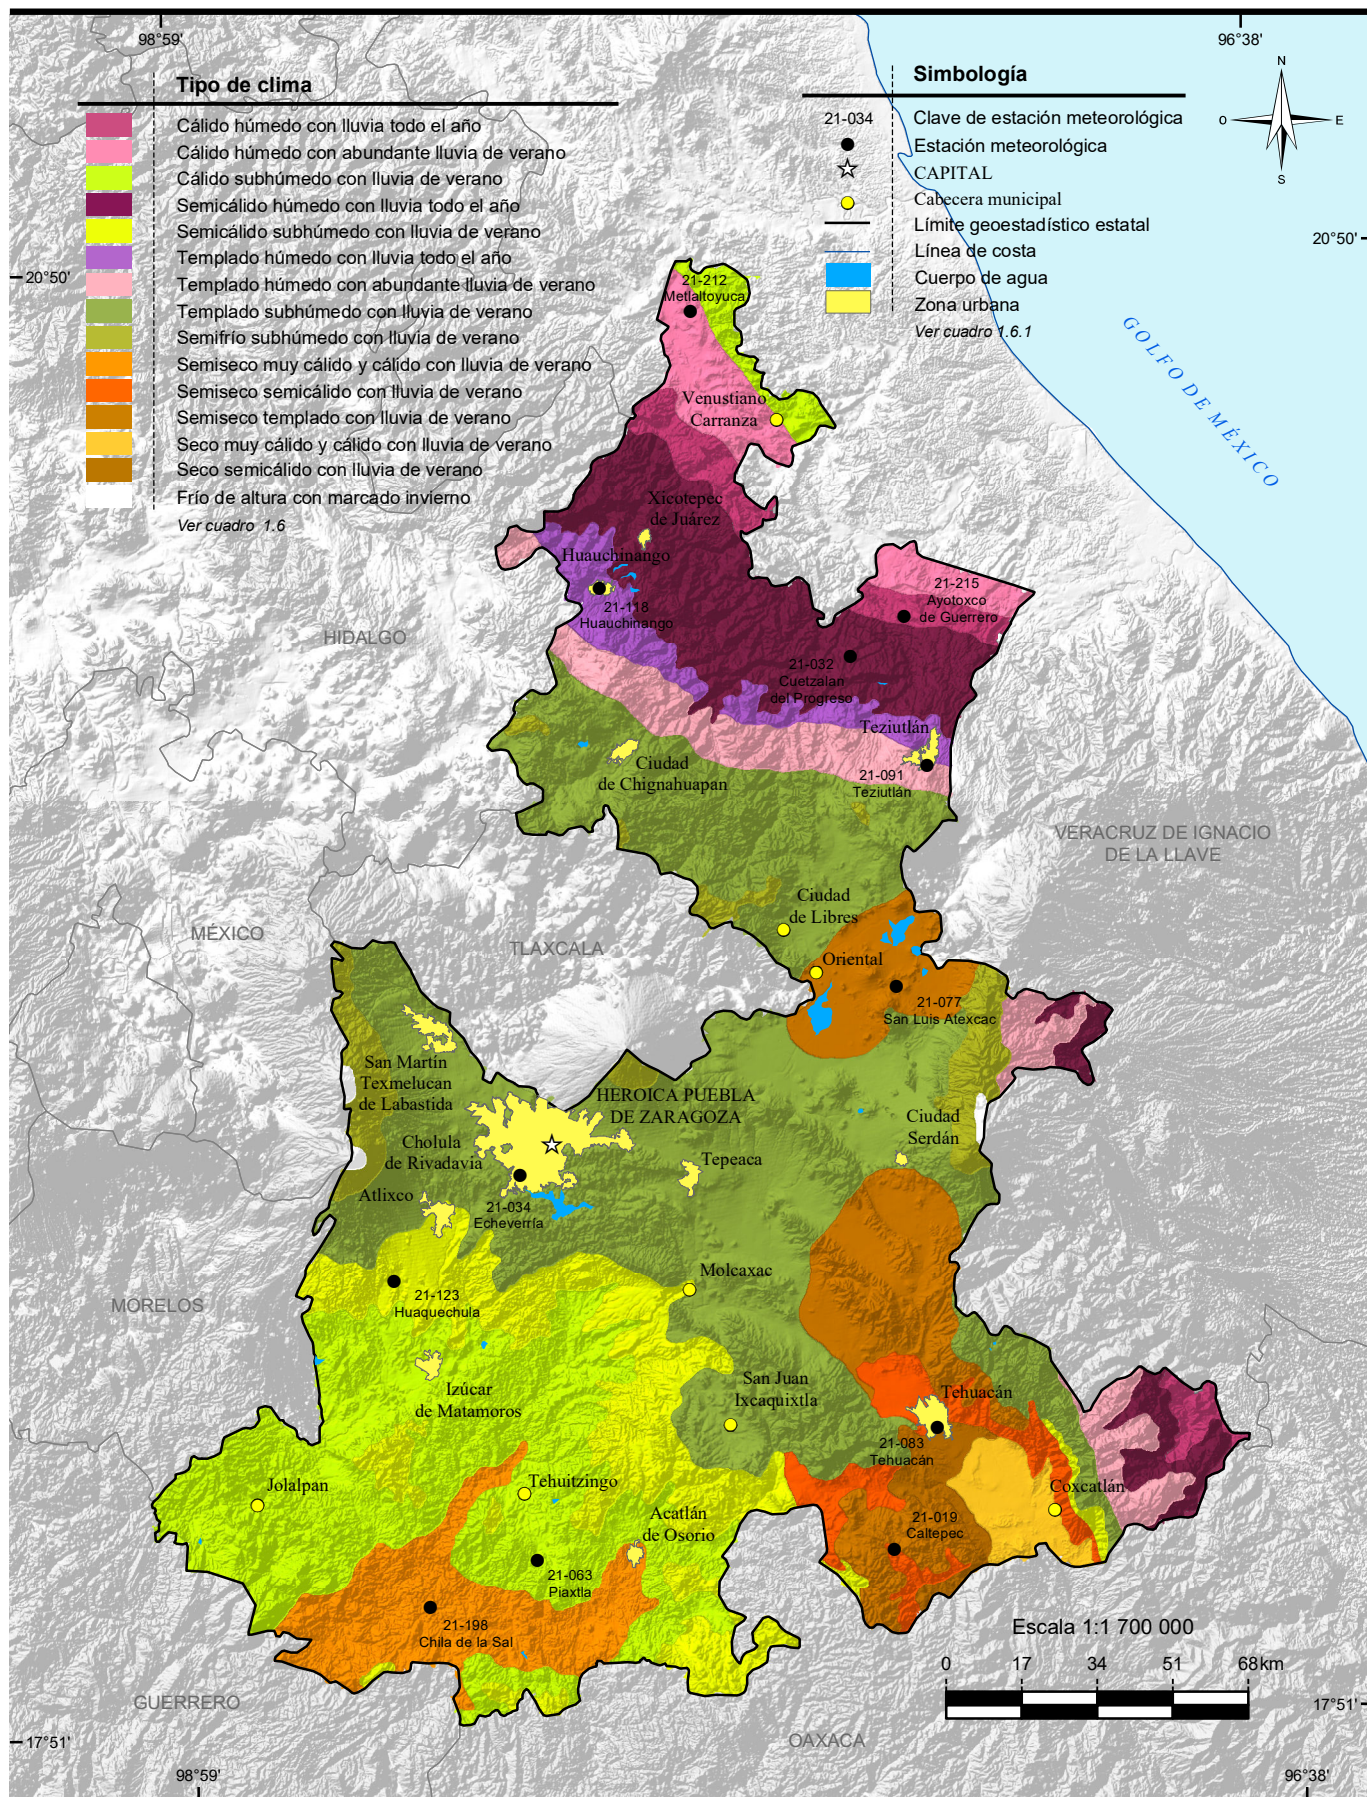 98°59'
96°38'
Tipo de clima
Cálido húmedo con lluvia todo el año
Cálido húmedo con abundante lluvia de verano
Cálido subhúmedo con lluvia de verano
Semicálido húmedo con lluvia todo el año
Semicálido subhúmedo con lluvia de verano
Templado húmedo con lluvia todo el año
Templado húmedo con abundante lluvia de verano
Templado subhúmedo con lluvia de verano
Semifrío subhúmedo con lluvia de verano
Semiseco muy cálido y cálido con lluvia de verano
Semiseco semicálido con lluvia de verano
Semiseco templado con lluvia de verano
Seco muy cálido y cálido con lluvia de verano
Seco semicálido con lluvia de verano
Frío de altura con marcado invierno
Ver cuadro 1.6
Simbología
21-034 Clave de estación meteorológica
Estación meteorológica
CAPITAL
Cabecera municipal
Límite geoestadístico estatal
Línea de costa
Cuerpo de agua
Zona urbana
Ver cuadro 1.6.1
N
O
E
S
20°50'
20°50'
GOLFO DE MÉXICO
21-212
Metlaltoyuca
Venustiano
Carranza
Xicotepec
de Juárez
Huauchinango
21-118
Huauchinango
21-215
Ayotoxco
de Guerrero
21-032
Cuetzalan
del Progreso
HIDALGO
Teziutlán
21-091
Teziutlán
Ciudad
de Chignahuapan
VERACRUZ DE IGNACIO
DE LA LLAVE
Ciudad
de Libres
MÉXICO
TLAXCALA
Oriental
21-077
San Luis Atexcac
San Martín
Texmelucan
de Labastida
HEROICA PUEBLA
DE ZARAGOZA
Ciudad
Serdán
Cholula
de Rivadavia
Tepeaca
Atlixco
21-034
Echeverría
Molcaxac
21-123
Huaquechula
MORELOS
San Juan
Ixcaquixtla
Tehuacán
Izúcar
de Matamoros
21-083
Tehuacán
Jolalpan
Tehuitzingo
Coxcatlán
Acatlán
de Osorio
21-019
Caltepec
21-063
Piaxtla
21-198
Chila de la Sal
Escala 1:1 700 000
0 17 34 51 68 km
GUERRERO
OAXACA
17°51'
17°51'
98°59'
96°38'